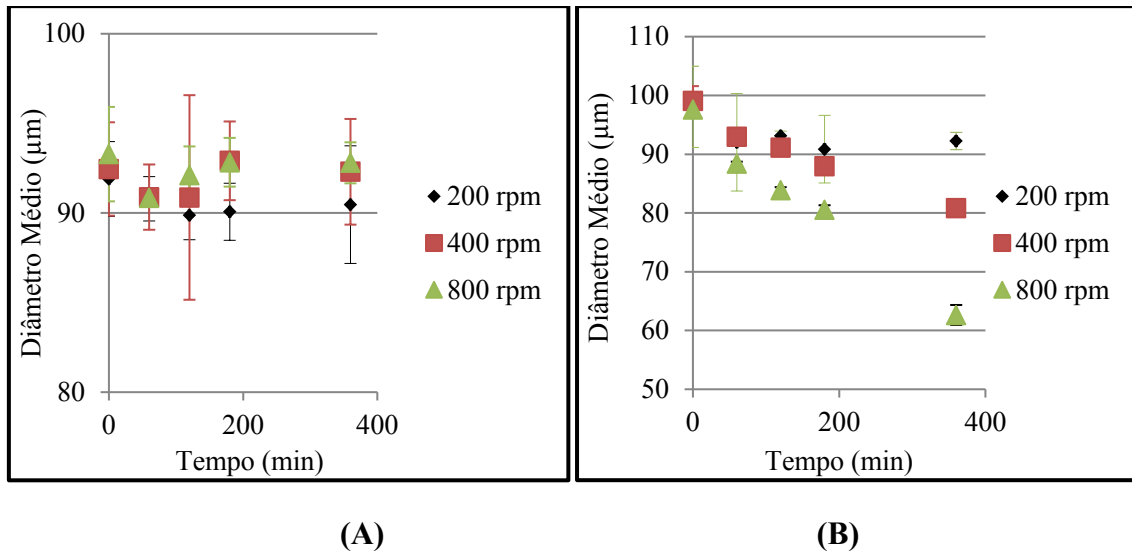 100
90
80
Diâmetro Médio (µm)
0
200
400
Tempo (min)
200 rpm
400 rpm
800 rpm
110
100
90
80
70
60
50
Diâmetro Médio (µm)
0
200
400
Tempo (min)
200 rpm
400 rpm
800 rpm
(A)
(B)